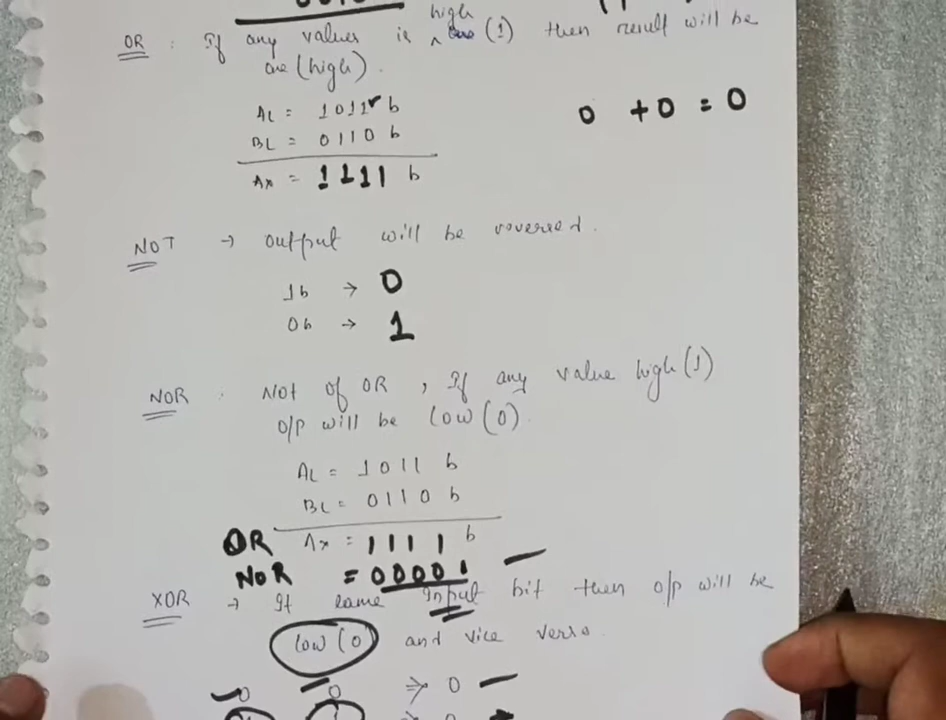 OR : If any values is high (1) then result will be
one (high).
AL = 1011 b
BL = 0110 b
0 + 0 = 0
AX = 1111 b
NOT → output will be reversed.
1b → 0
0b → 1
NOR : Not of OR, If any value high (1)
o/p will be low (0).
AL = 1011 b
BL = 0110 b
OR AX = 1111 b
NOR = 0000
XOR → If same input bit then o/p will be
low (0) and vice versa.
0 0 ⇒ 0